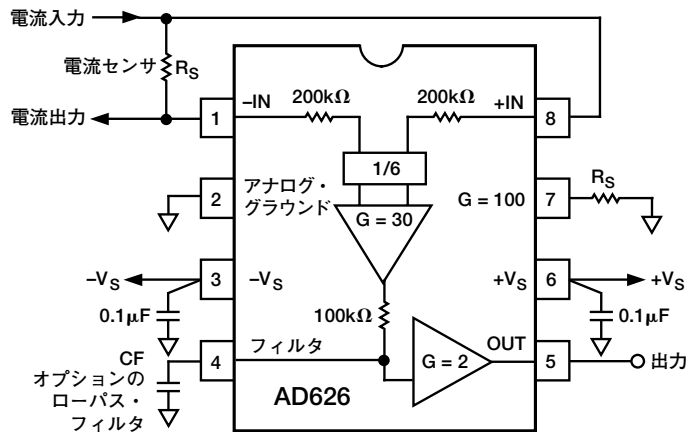 電流入力
電流センサ
RS
電流出力
1
–IN
200kΩ
200kΩ
+IN
8
1/6
2
アナログ・
グラウンド
G = 30
G = 100
7
RS
–VS
3
–VS
+VS
6
+VS
0.1µF
100kΩ
0.1µF
CF
オプションの
ローパス・
フィルタ
4
フィルタ
G = 2
OUT
5
出力
AD626